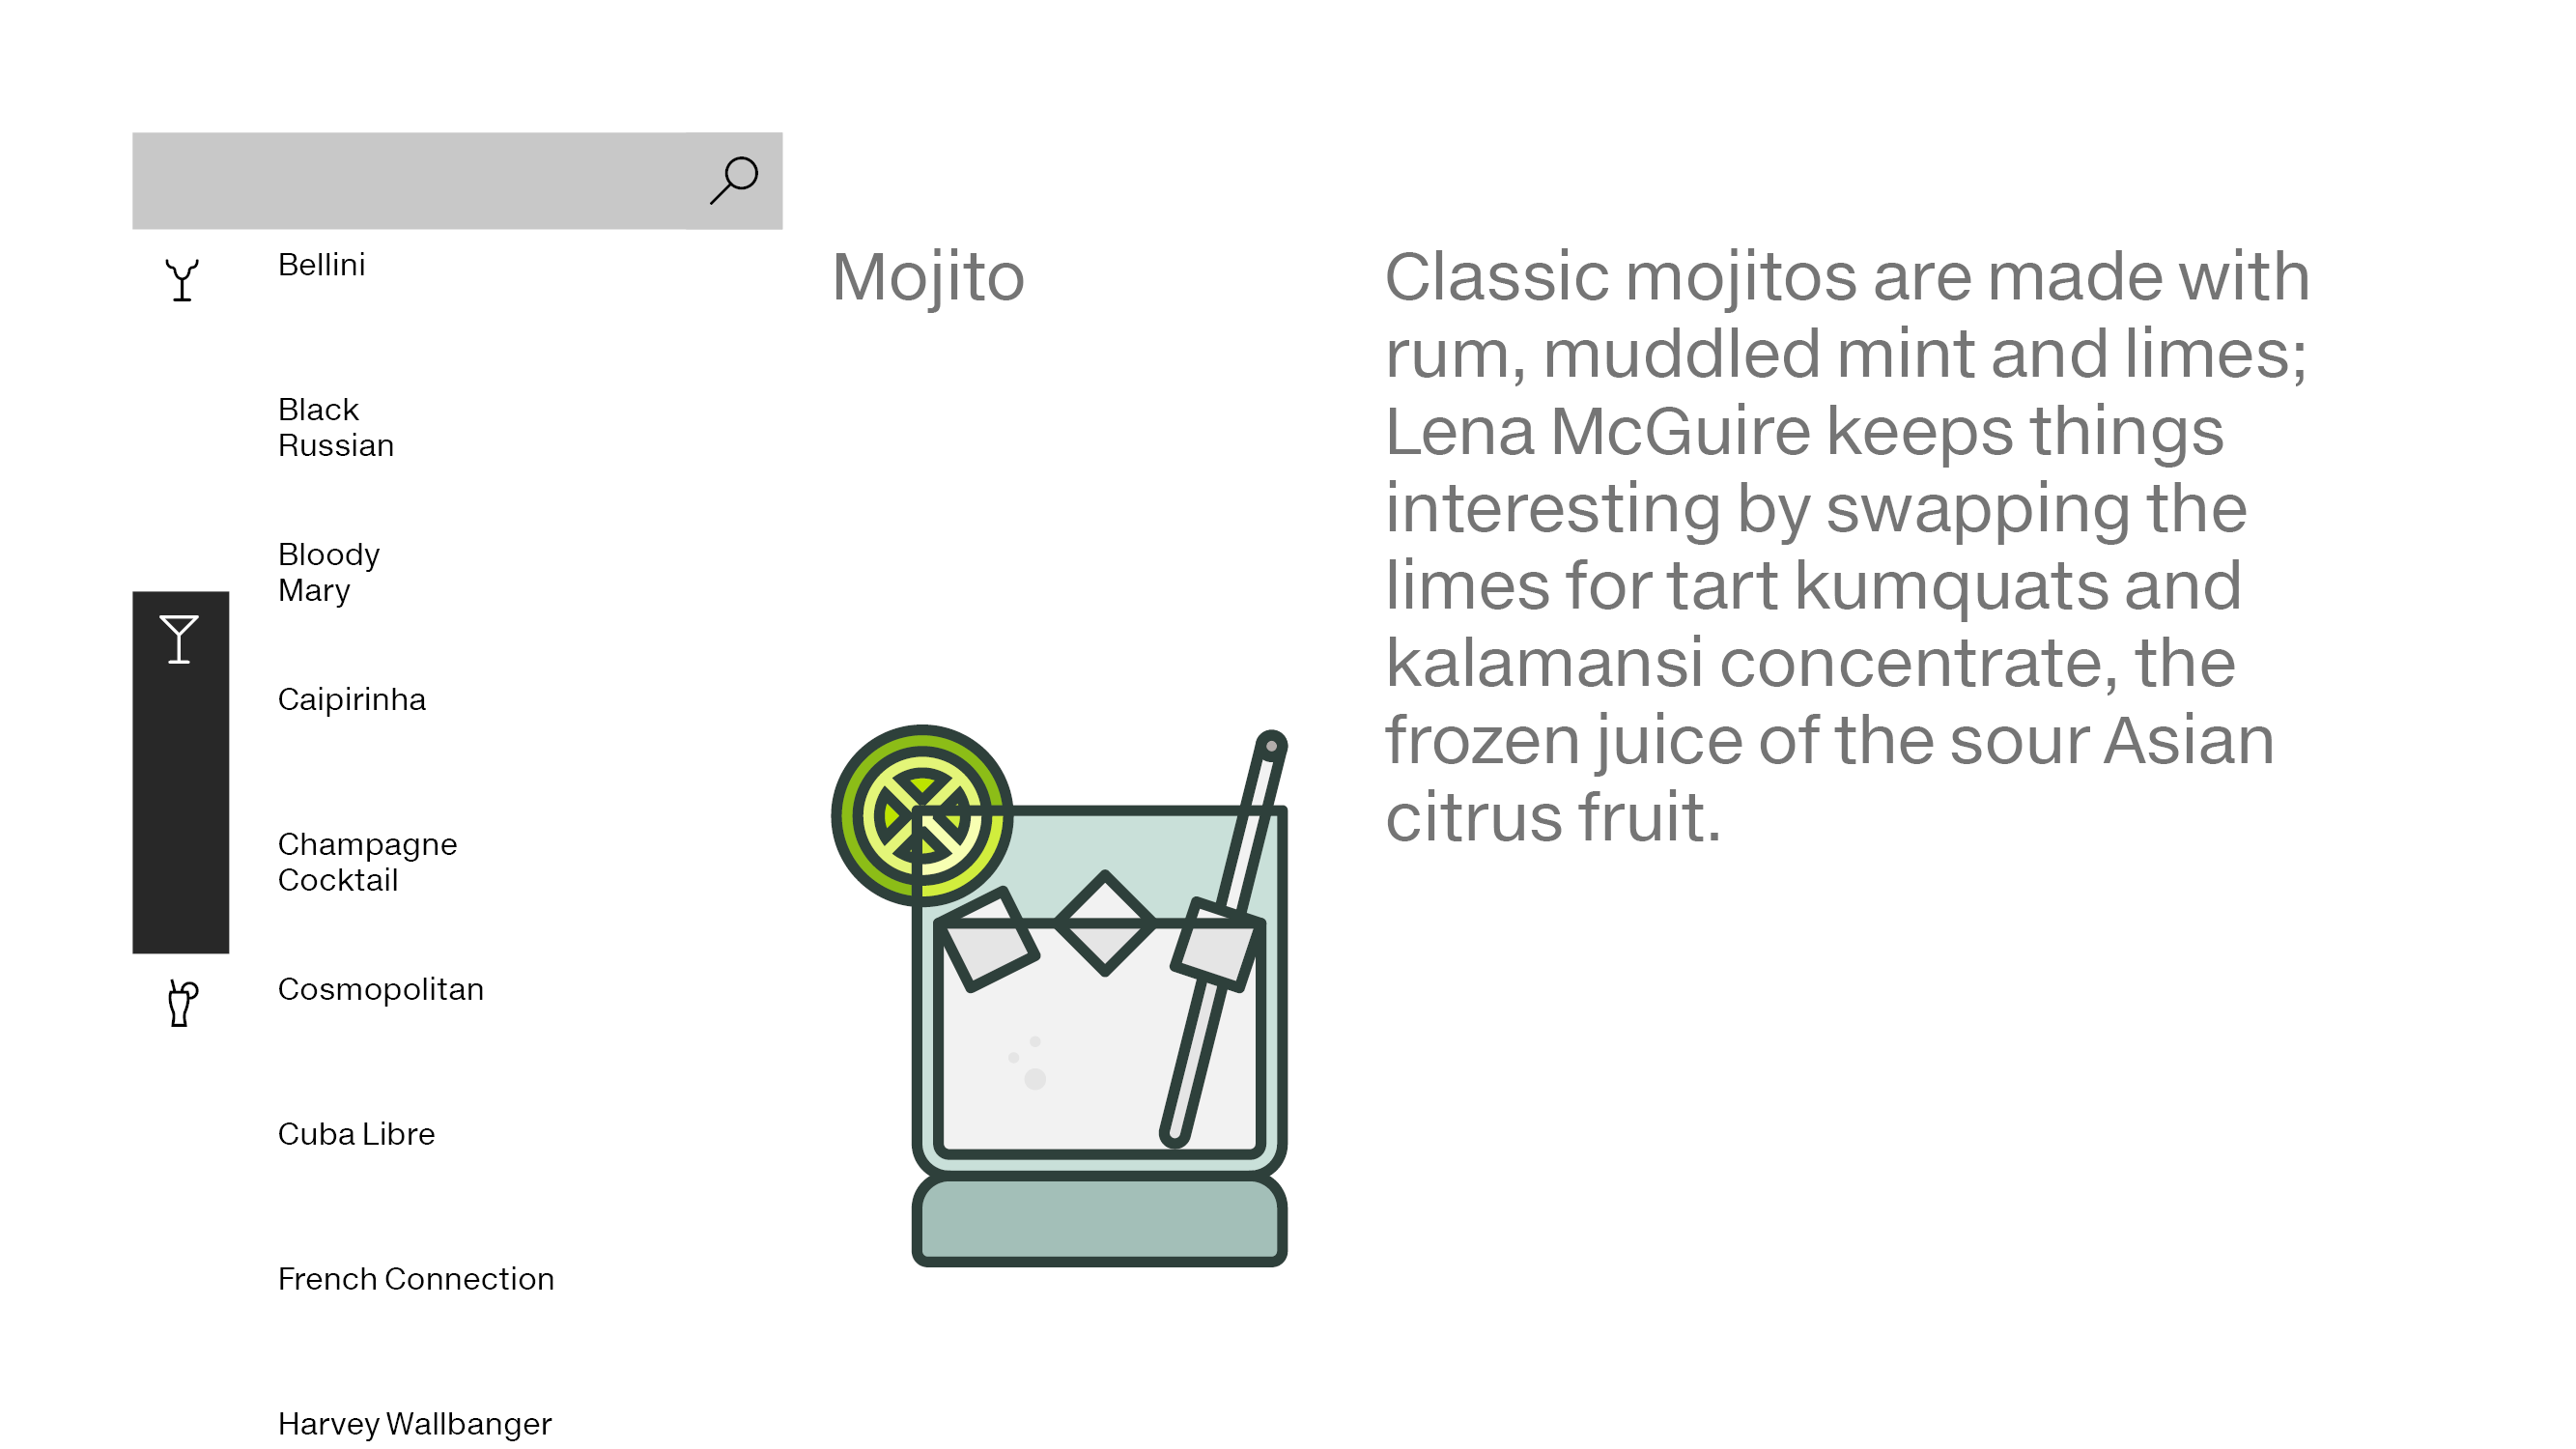 Bellini
Black
Russian
Bloody
Mary
Caipirinha
Champagne
Cocktail
Cosmopolitan
Cuba Libre
French Connection
Harvey Wallbanger
Mojito
Classic mojitos are made with
rum, muddled mint and limes;
Lena McGuire keeps things
interesting by swapping the
limes for tart kumquats and
kalamansi concentrate, the
frozen juice of the sour Asian
citrus fruit.